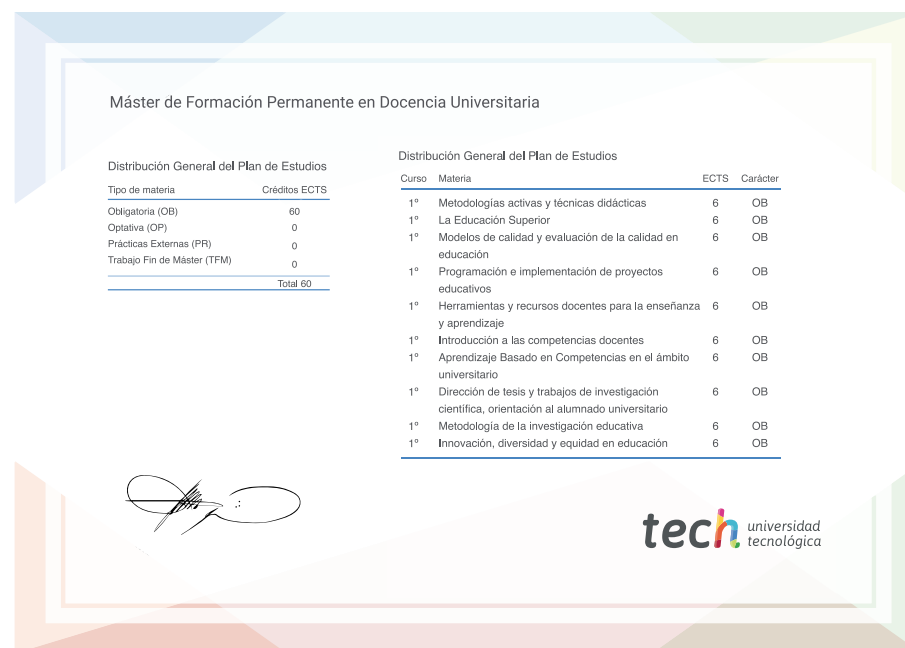 Máster de Formación Permanente en Docencia Universitaria
Distribución General del Plan de Estudios
Tipo de materia Créditos ECTS
Obligatoria (OB) 60
Optativa (OP) 0
Prácticas Externas (PR) 0
Trabajo Fin de Máster (TFM) 0
Total 60
Distribución General del Plan de Estudios
Curso Materia ECTS Carácter
1º Metodologías activas y técnicas didácticas 6 OB
1º La Educación Superior 6 OB
1º Modelos de calidad y evaluación de la calidad en 6 OB
educación
1º Programación e implementación de proyectos 6 OB
educativos
1º Herramientas y recursos docentes para la enseñanza 6 OB
y aprendizaje
1º Introducción a las competencias docentes 6 OB
1º Aprendizaje Basado en Competencias en el ámbito 6 OB
universitario
1º Dirección de tesis y trabajos de investigación 6 OB
científica, orientación al alumnado universitario
1º Metodología de la investigación educativa 6 OB
1º Innovación, diversidad y equidad en educación 6 OB
tech universidad
tecnológica